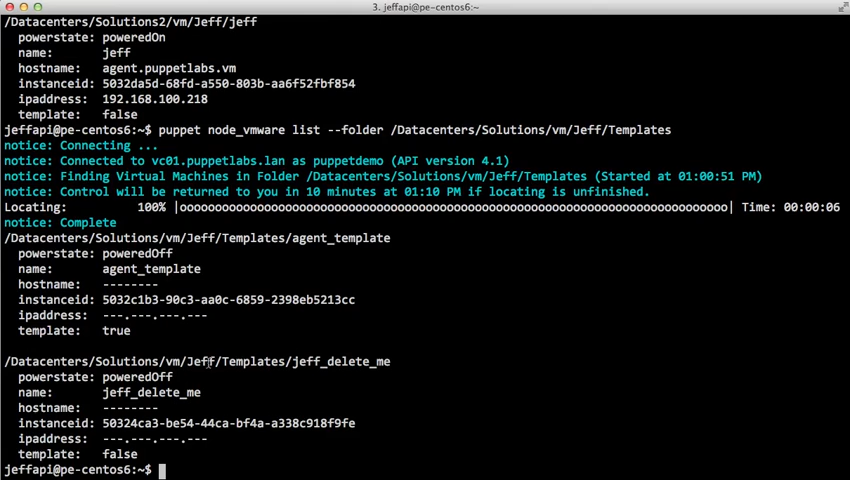 3. jeffapi@pe-centos6:~
/Datacenters/Solutions2/vm/Jeff/jeff
powerstate: poweredOn
name: jeff
hostname: agent.puppetlabs.vm
instanceid: 5032da5d-68fd-a550-803b-aa6f52fbf854
ipaddress: 192.168.100.218
template: false
jeffapi@pe-centos6:~$ puppet node_vmware list --folder /Datacenters/Solutions/vm/Jeff/Templates
notice: Connecting ...
notice: Connected to vc01.puppetlabs.lan as puppetdemo (API version 4.1)
notice: Finding Virtual Machines in Folder /Datacenters/Solutions/vm/Jeff/Templates (Started at 01:00:51 PM)
notice: Control will be returned to you in 10 minutes at 01:10 PM if locating is unfinished.
Locating: 100% |oooooooooooooooooooooooooooooooooooooooooooooooooooooooooooooooooooooooooooooo| Time: 00:00:06
notice: Complete
/Datacenters/Solutions/vm/Jeff/Templates/agent_template
powerstate: poweredOff
name: agent_template
hostname: --------
instanceid: 5032c1b3-90c3-aa0c-6859-2398eb5213cc
ipaddress: ---.---.---.---
template: true
/Datacenters/Solutions/vm/Jeff/Templates/jeff_delete_me
powerstate: poweredOff
name: jeff_delete_me
hostname: --------
instanceid: 50324ca3-be54-44ca-bf4a-a338c918f9fe
ipaddress: ---.---.---.---
template: false
jeffapi@pe-centos6:~$